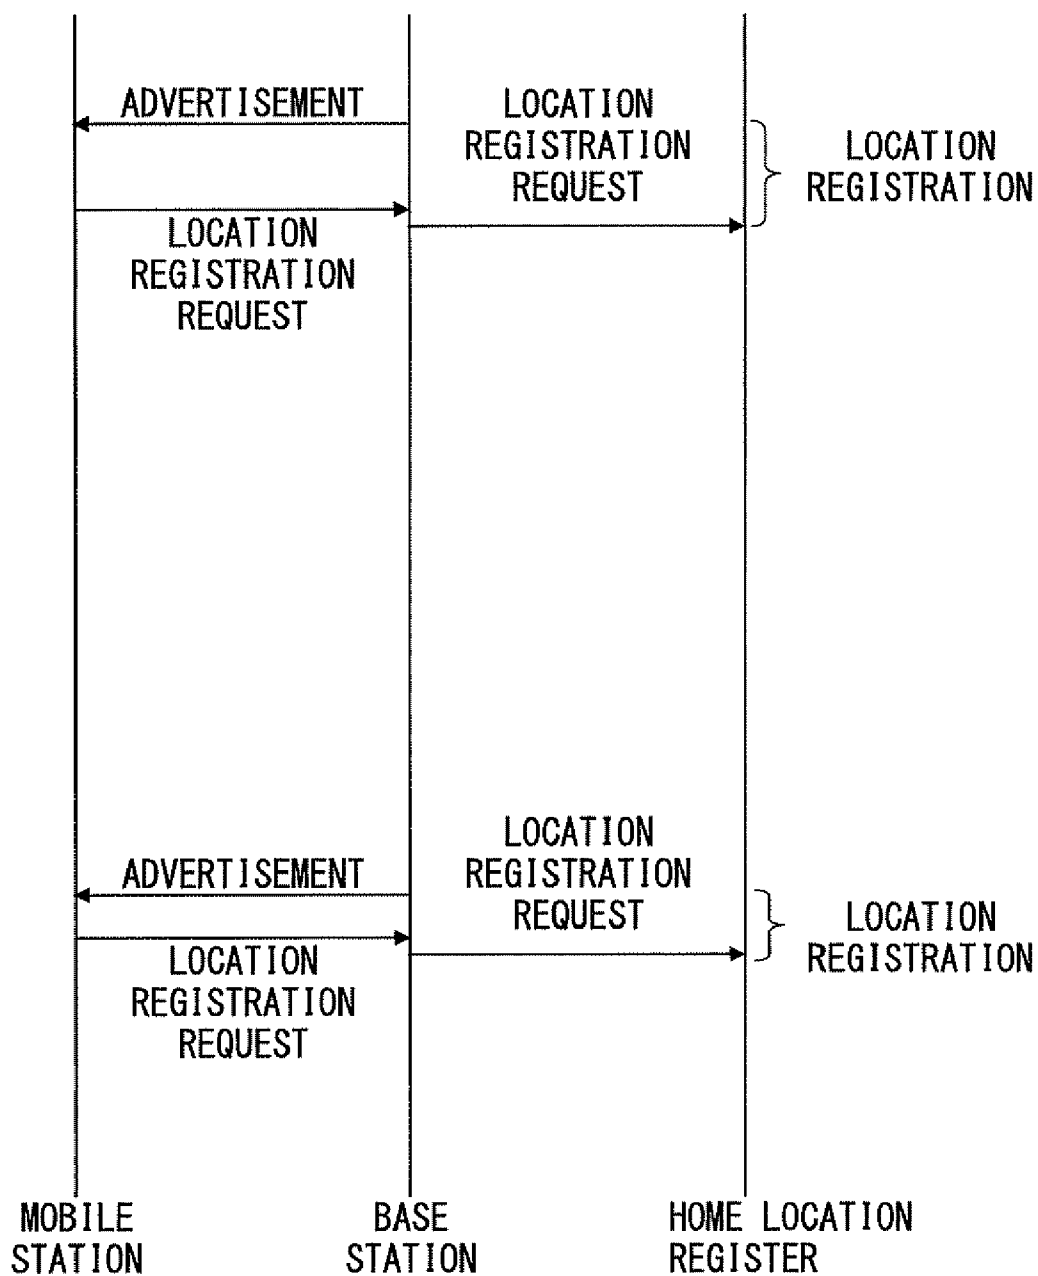 ADVERTISEMENT
LOCATION
REGISTRATION
REQUEST
LOCATION
REGISTRATION
LOCATION
REGISTRATION
REQUEST
LOCATION
REGISTRATION
REQUEST
ADVERTISEMENT
LOCATION
REGISTRATION
LOCATION
REGISTRATION
REQUEST
MOBILE
STATION
BASE
STATION
HOME LOCATION
REGISTER